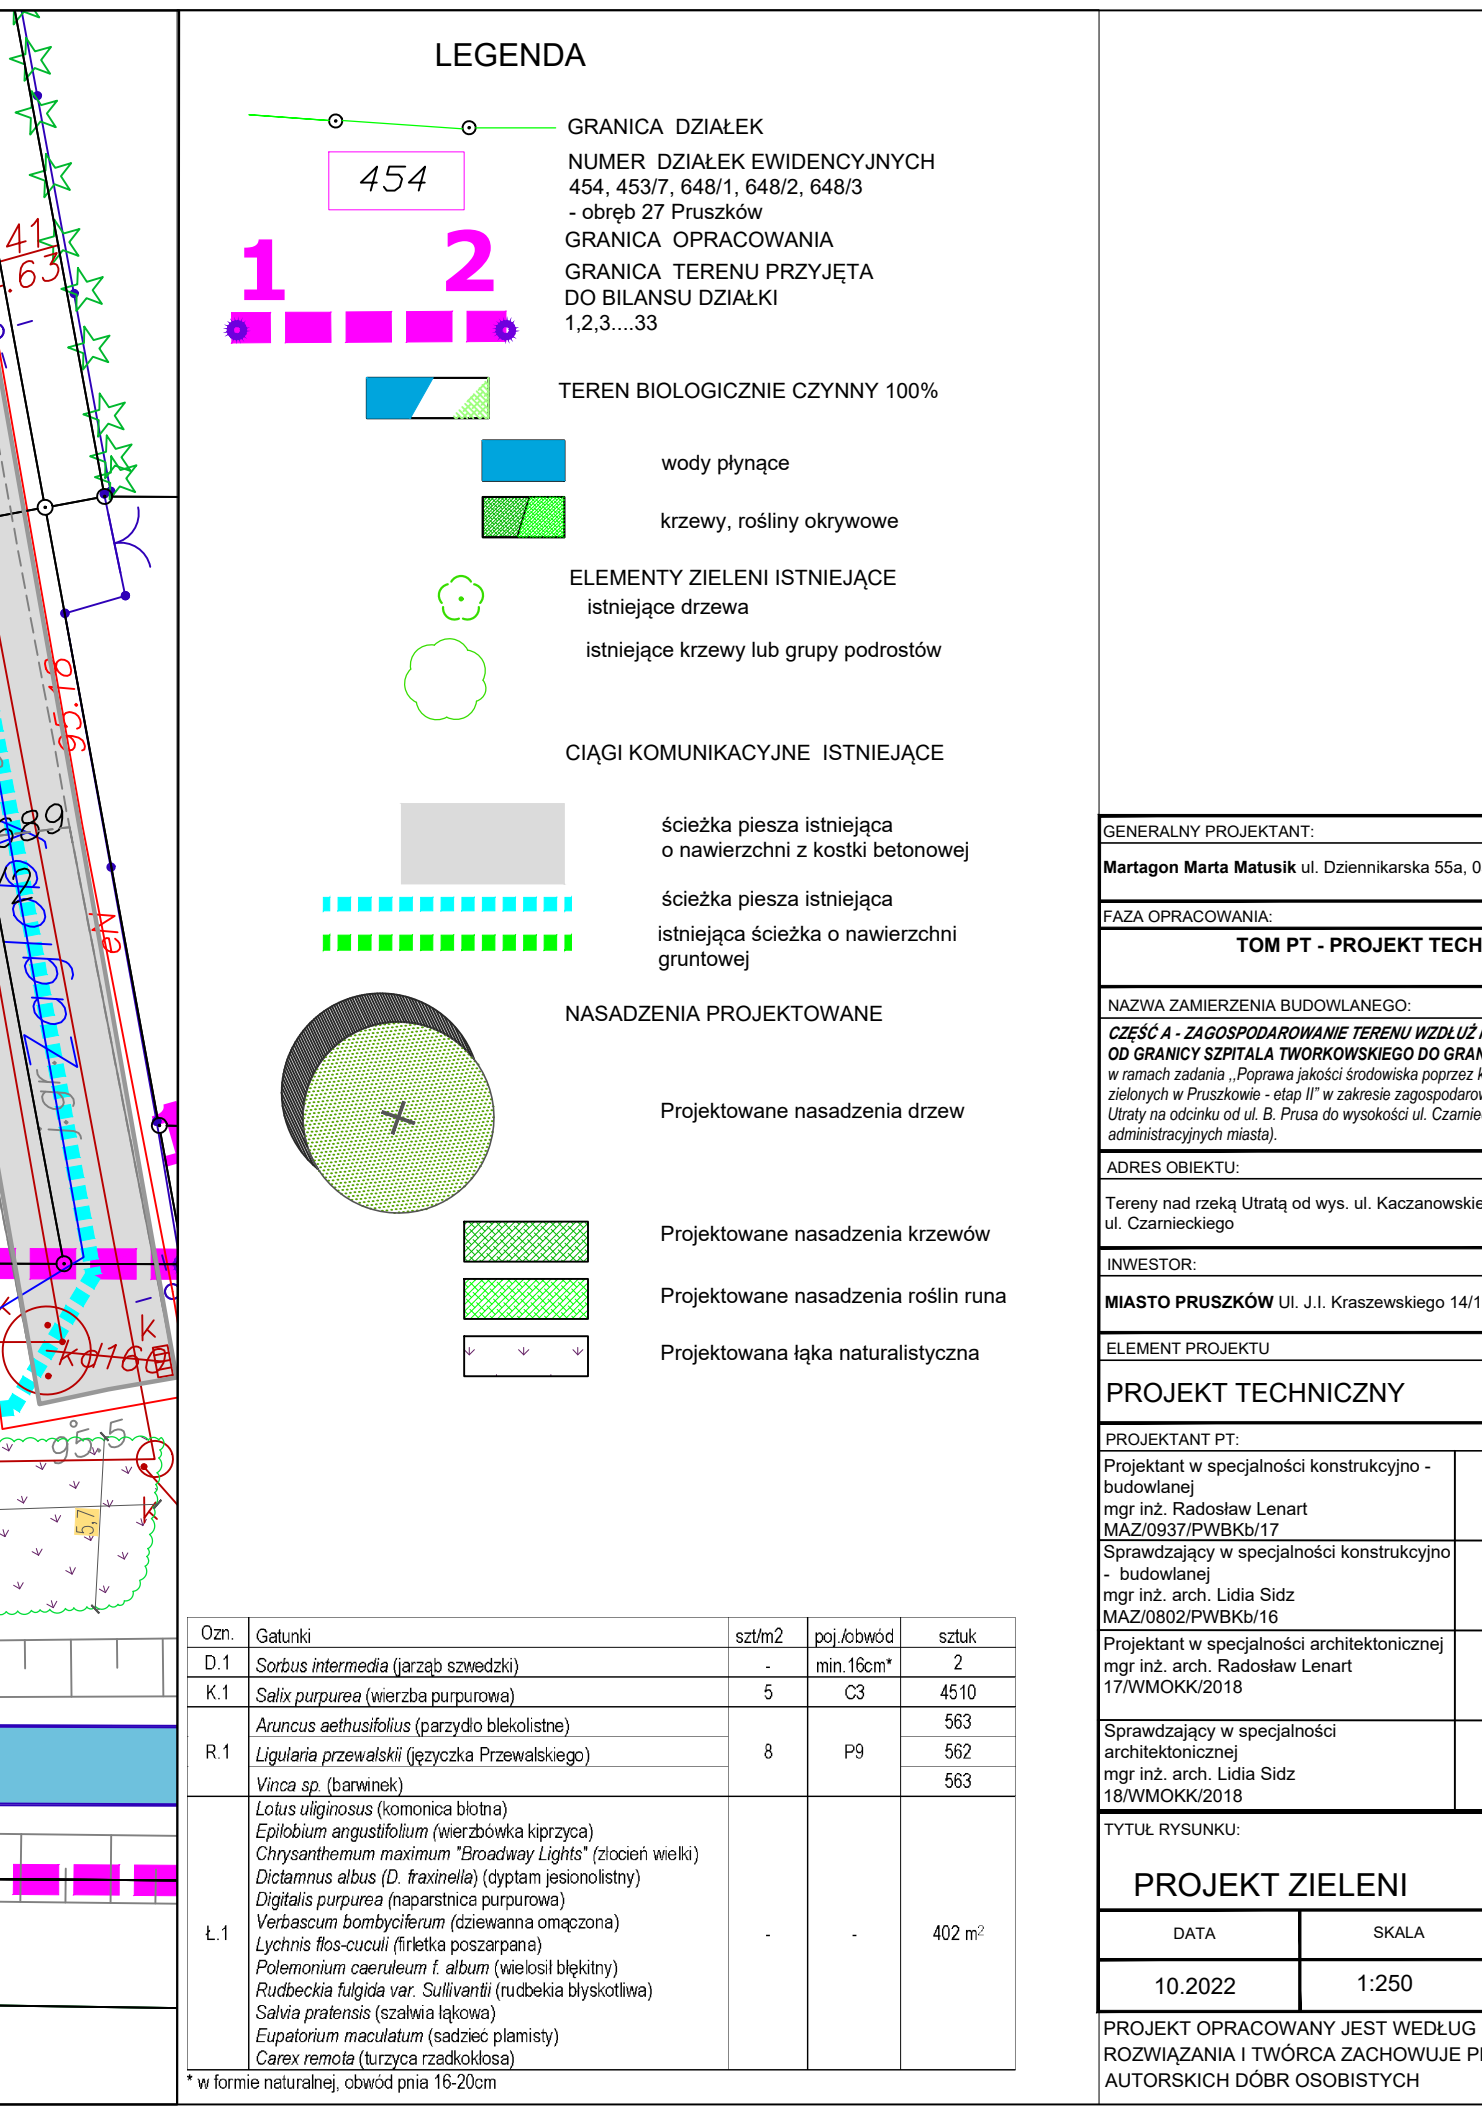 LEGENDA
GRANICA DZIAŁEK
454
NUMER DZIAŁEK EWIDENCYJNYCH
454, 453/7, 648/1, 648/2, 648/3
- obręb 27 Pruszków
1 2
GRANICA OPRACOWANIA
GRANICA TERENU PRZYJĘTA
DO BILANSU DZIAŁKI
1,2,3....33
TEREN BIOLOGICZNIE CZYNNY 100%
wody płynące
krzewy, rośliny okrywowe
ELEMENTY ZIELENI ISTNIEJĄCE
istniejące drzewa
istniejące krzewy lub grupy podrostów
CIĄGI KOMUNIKACYJNE ISTNIEJĄCE
ścieżka piesza istniejąca
o nawierzchni z kostki betonowej
ścieżka piesza istniejąca
istniejąca ścieżka o nawierzchni
gruntowej
NASADZENIA PROJEKTOWANE
Projektowane nasadzenia drzew
Projektowane nasadzenia krzewów
Projektowane nasadzenia roślin runa
Projektowana łąka naturalistyczna
41
.63
95.18
689
Nie
j.gr.
k
kd160
95.5
k
5,7
Ozn. Gatunki szt/m2 poj./obwód sztuk
D.1 Sorbus intermedia (jarząb szwedzki) - min.16cm* 2
K.1 Salix purpurea (wierzba purpurowa) 5 C3 4510
Aruncus aethusifolius (parzydło blekolistne) 563
R.1 Ligularia przewalskii (języczka Przewalskiego) 8 P9 562
Vinca sp. (barwinek) 563
Lotus uliginosus (komonica błotna)
Epilobium angustifolium (wierzbówka kiprzyca)
Chrysanthemum maximum "Broadway Lights" (złocień wielki)
Dictamnus albus (D. fraxinella) (dyptam jesionolistny)
Digitalis purpurea (naparstnica purpurowa)
Verbascum bombyciferum (dziewanna omączona)
Ł.1 Lychnis flos-cuculi (firletka poszarpana) - - 402 m²
Polemonium caeruleum f. album (wielosił błękitny)
Rudbeckia fulgida var. Sullivantii (rudbekia błyskotliwa)
Salvia pratensis (szałwia łąkowa)
Eupatorium maculatum (sadzieć plamisty)
Carex remota (turzyca rzadkokłosa)
* w formie naturalnej, obwód pnia 16-20cm
GENERALNY PROJEKTANT:
Martagon Marta Matusik ul. Dziennikarska 55a, 0
FAZA OPRACOWANIA:
TOM PT - PROJEKT TECH
NAZWA ZAMIERZENIA BUDOWLANEGO:
CZĘŚĆ A - ZAGOSPODAROWANIE TERENU WZDŁUŻ
OD GRANICY SZPITALA TWORKOWSKIEGO DO GRAN
w ramach zadania ,,Poprawa jakości środowiska poprzez k
zielonych w Pruszkowie - etap II" w zakresie zagospodarow
Utraty na odcinku od ul. B. Prusa do wysokości ul. Czarnie
administracyjnych miasta).
ADRES OBIEKTU:
Tereny nad rzeką Utratą od wys. ul. Kaczanowskie
ul. Czarnieckiego
INWESTOR:
MIASTO PRUSZKÓW Ul. J.I. Kraszewskiego 14/1
ELEMENT PROJEKTU
PROJEKT TECHNICZNY
PROJEKTANT PT:
Projektant w specjalności konstrukcyjno -
budowlanej
mgr inż. Radosław Lenart
MAZ/0937/PWBKb/17
Sprawdzający w specjalności konstrukcyjno
- budowlanej
mgr inż. arch. Lidia Sidz
MAZ/0802/PWBKb/16
Projektant w specjalności architektonicznej
mgr inż. arch. Radosław Lenart
17/WMOKK/2018
Sprawdzający w specjalności
architektonicznej
mgr inż. arch. Lidia Sidz
18/WMOKK/2018
TYTUŁ RYSUNKU:
PROJEKT ZIELENI
DATA SKALA
10.2022 1:250
PROJEKT OPRACOWANY JEST WEDŁUG
ROZWIĄZANIA I TWÓRCA ZACHOWUJE
AUTORSKICH DÓBR OSOBISTYCH